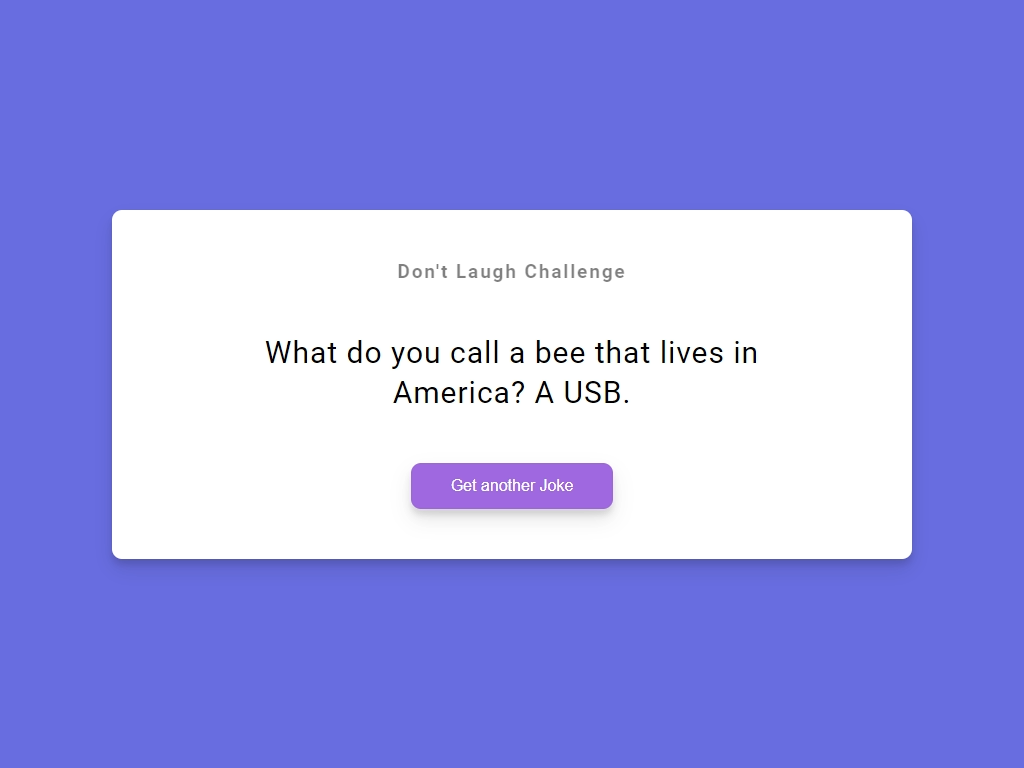 Don't Laugh Challenge
What do you call a bee that lives in
America? A USB.
Get another Joke